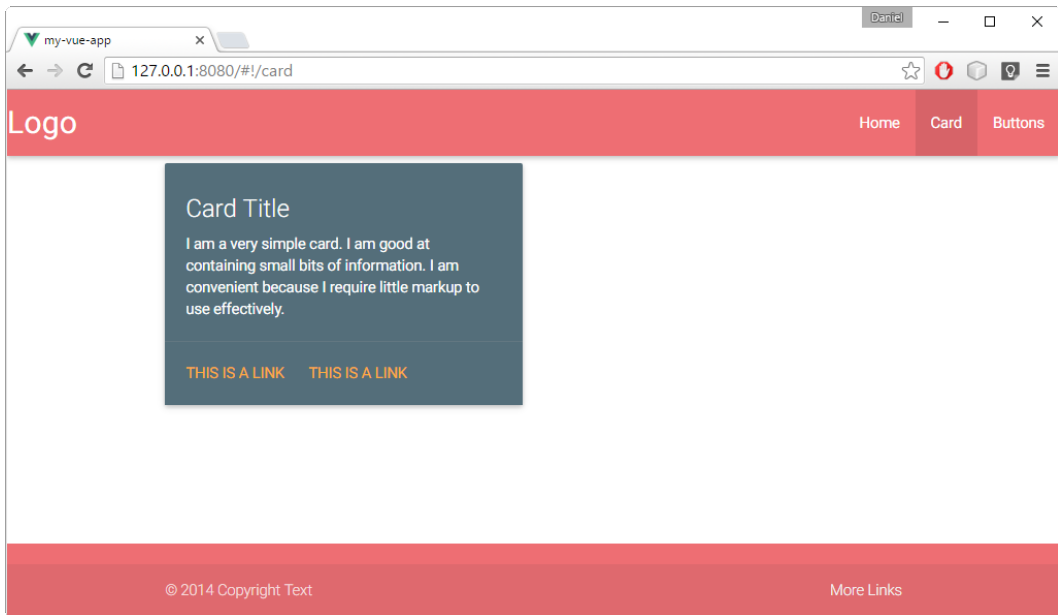 Daniel
my-vue-app
127.0.0.1:8080/#!/card
Logo
Home Card Buttons
Card Title
I am a very simple card. I am good at
containing small bits of information. I am
convenient because I require little markup to
use effectively.
THIS IS A LINK THIS IS A LINK
© 2014 Copyright Text More Links